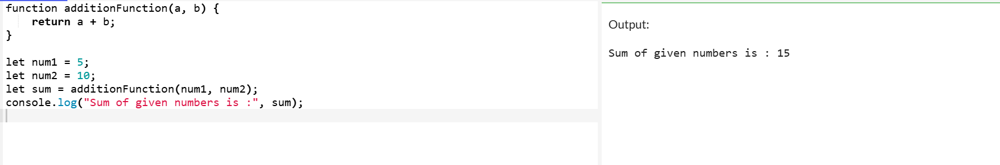 function additionFunction(a, b) {
    return a + b;
}
let num1 = 5;
let num2 = 10;
let sum = additionFunction(num1, num2);
console.log("Sum of given numbers is :", sum);
Output:
Sum of given numbers is : 15